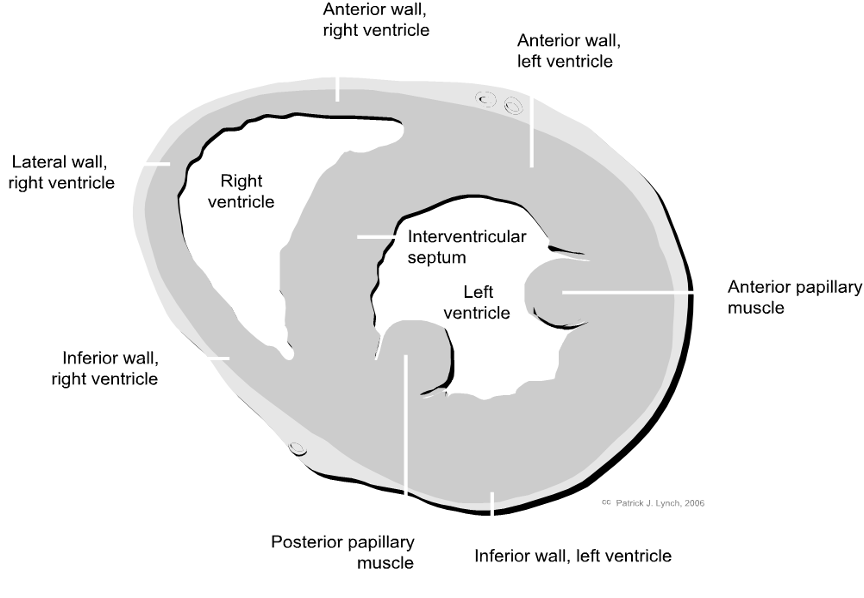 Anterior wall,
right ventricle
Anterior wall,
left ventricle
Lateral wall,
right ventricle
Right
ventricle
Interventricular
septum
Left
ventricle
Anterior papillary
muscle
Inferior wall,
right ventricle
cc Patrick J. Lynch, 2006
Posterior papillary
muscle
Inferior wall, left ventricle